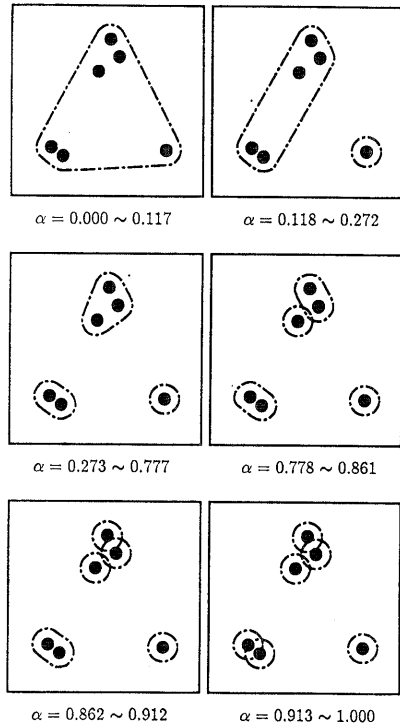 α = 0.000 ∼ 0.117
α = 0.118 ∼ 0.272
α = 0.273 ∼ 0.777
α = 0.778 ∼ 0.861
α = 0.862 ∼ 0.912
α = 0.913 ∼ 1.000